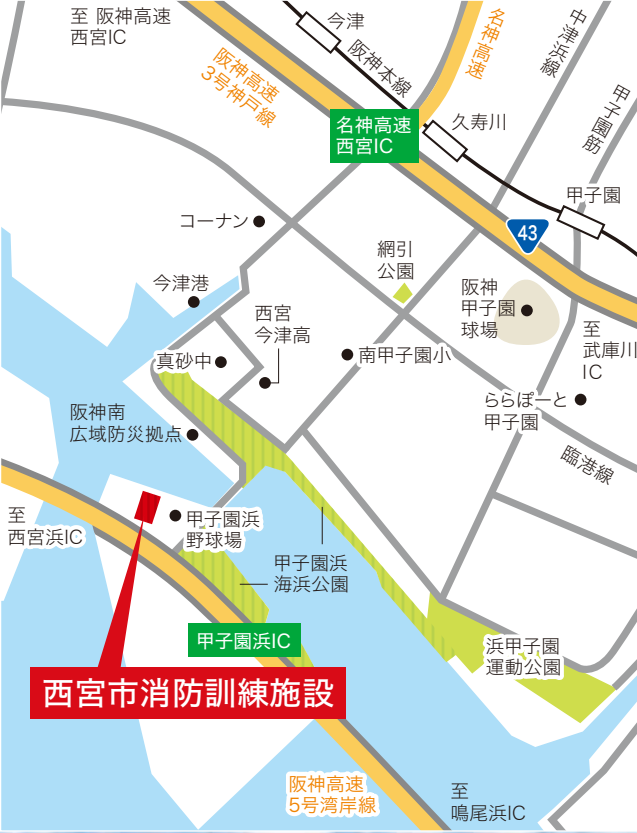 至 阪神高速
西宮IC
今津
阪神本線
名神高速
中津浜線
阪神高速
3号神戸線
甲子園筋
名神高速
西宮IC
久寿川
甲子園
コーナン
43
網引
公園
今津港
阪神
甲子園
球場
西宮
今津高
至
武庫川
IC
真砂中
南甲子園小
ららぽーと
甲子園
阪神南
広域防災拠点
臨港線
至
西宮浜IC
甲子園浜
野球場
甲子園浜
海浜公園
甲子園浜IC
浜甲子園
運動公園
西宮市消防訓練施設
阪神高速
5号湾岸線
至
鳴尾浜IC